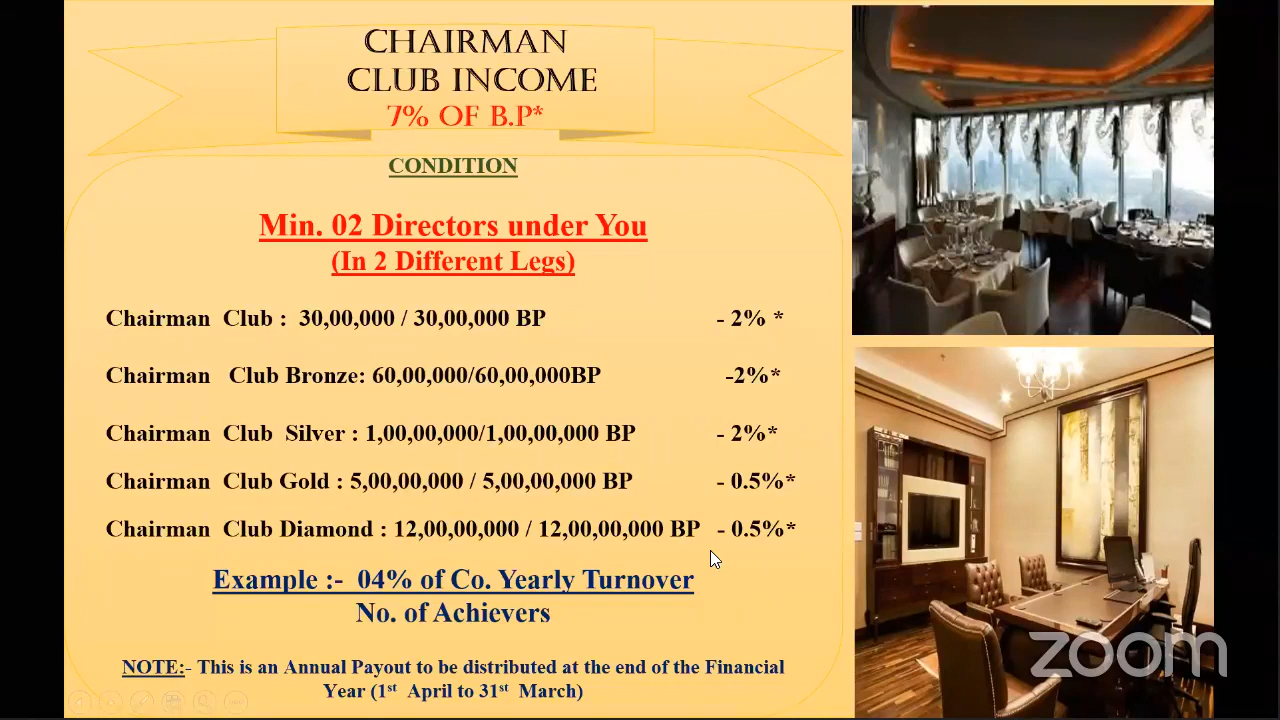 CHAIRMAN
CLUB INCOME
7% OF B.P*
CONDITION
Min. 02 Directors under You
(In 2 Different Legs)
Chairman Club : 30,00,000 / 30,00,000 BP - 2% *
Chairman Club Bronze: 60,00,000/60,00,000BP -2%*
Chairman Club Silver : 1,00,00,000/1,00,00,000 BP - 2%*
Chairman Club Gold : 5,00,00,000 / 5,00,00,000 BP - 0.5%*
Chairman Club Diamond : 12,00,00,000 / 12,00,00,000 BP - 0.5%*
Example :- 04% of Co. Yearly Turnover
No. of Achievers
NOTE:- This is an Annual Payout to be distributed at the end of the Financial
Year (1st April to 31st March)
zoom